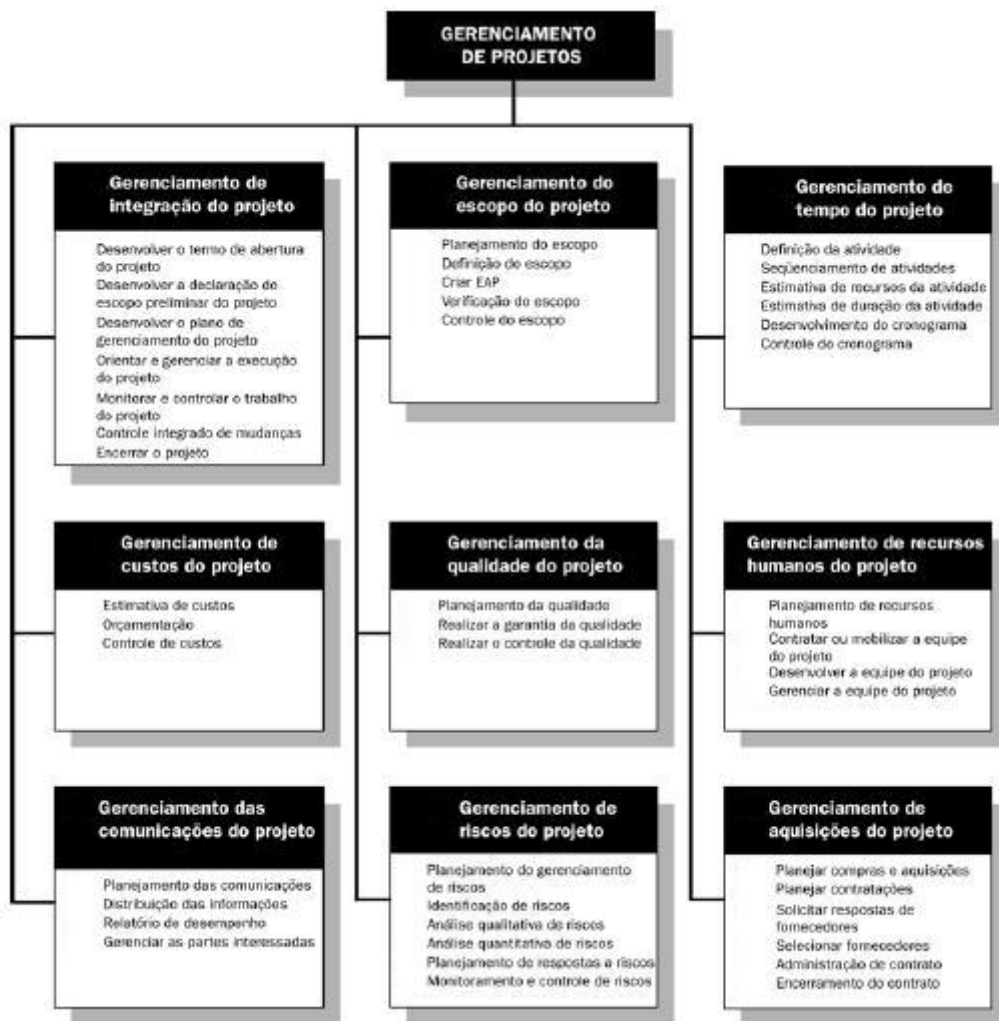 GERENCIAMENTO
DE PROJETOS
Gerenciamento de
integração do projeto
Desenvolver o termo de abertura
do projeto
Desenvolver a declaração do
escopo preliminar do projeto
Desenvolver o plano de
gerenciamento do projeto
Orientar e gerenciar a execução
do projeto
Monitorar e controlar o trabalho
do projeto
Controle integrado de mudanças
Encerrar o projeto
Gerenciamento do
escopo do projeto
Planejamento do escopo
Definição do escopo
Criar EAP
Verificação do escopo
Controle do escopo
Gerenciamento de
tempo do projeto
Definição da atividade
Seqüenciamento de atividades
Estimativa de recursos da atividade
Estimativa de duração da atividade
Desenvolvimento do cronograma
Controle do cronograma
Gerenciamento de
custos do projeto
Estimativa de custos
Orçamentação
Controle de custos
Gerenciamento da
qualidade do projeto
Planejamento da qualidade
Realizar a garantia da qualidade
Realizar o controle da qualidade
Gerenciamento de recursos
humanos do projeto
Planejamento de recursos
humanos
Contratar ou mobilizar a equipe
do projeto
Desenvolver a equipe do projeto
Gerenciar a equipe do projeto
Gerenciamento das
comunicações do projeto
Planejamento das comunicações
Distribuição das informações
Relatório de desempenho
Gerenciar as partes interessadas
Gerenciamento de
riscos do projeto
Planejamento do gerenciamento
de riscos
Identificação de riscos
Análise qualitativa de riscos
Análise quantitativa de riscos
Planejamento de respostas a riscos
Monitoramento e controle de riscos
Gerenciamento de
aquisições do projeto
Planejar compras e aquisições
Planejar contratações
Solicitar respostas de
fornecedores
Selecionar fornecedores
Administração de contrato
Encerramento do contrato